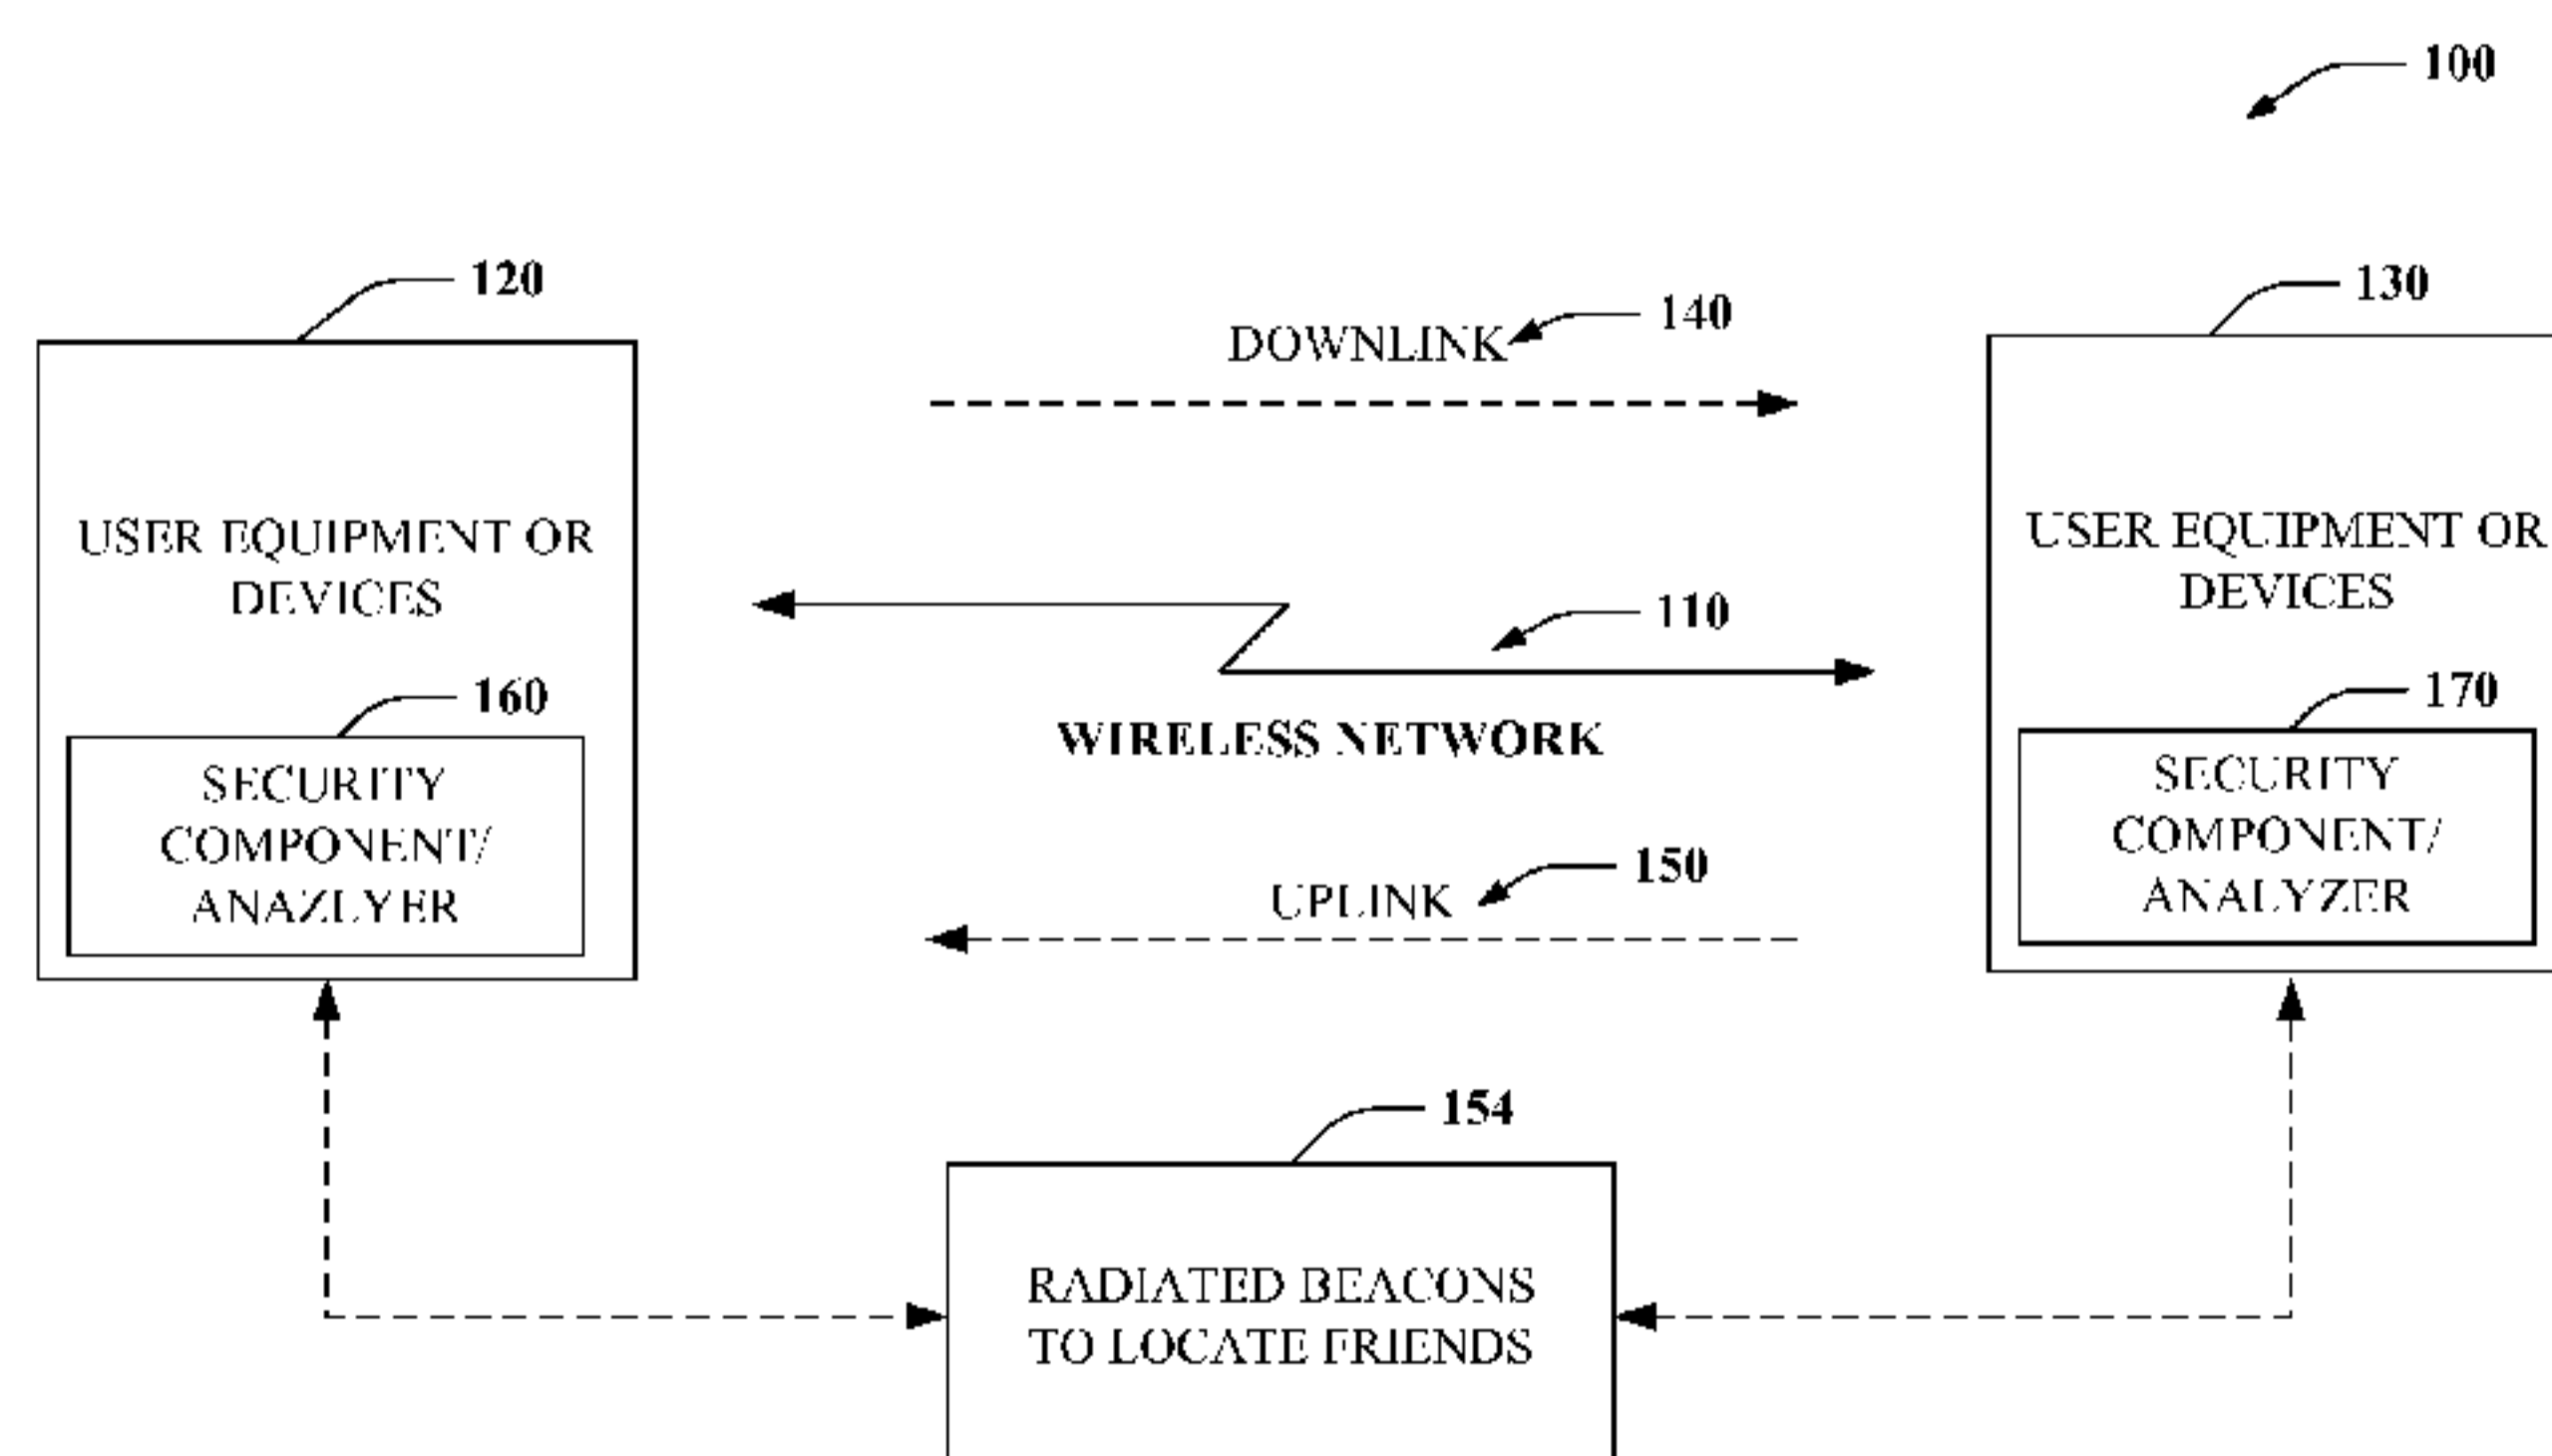 100
120
130
DOWNLINK
140
USER EQUIPMENT OR
DEVICES
USER EQUIPMENT OR
DEVICES
110
WIRELESS NETWORK
160
SECURITY
COMPONENT/
ANAZLYER
170
SECURITY
COMPONENT/
ANALYZER
UPLINK
150
154
RADIATED BEACONS
TO LOCATE FRIENDS